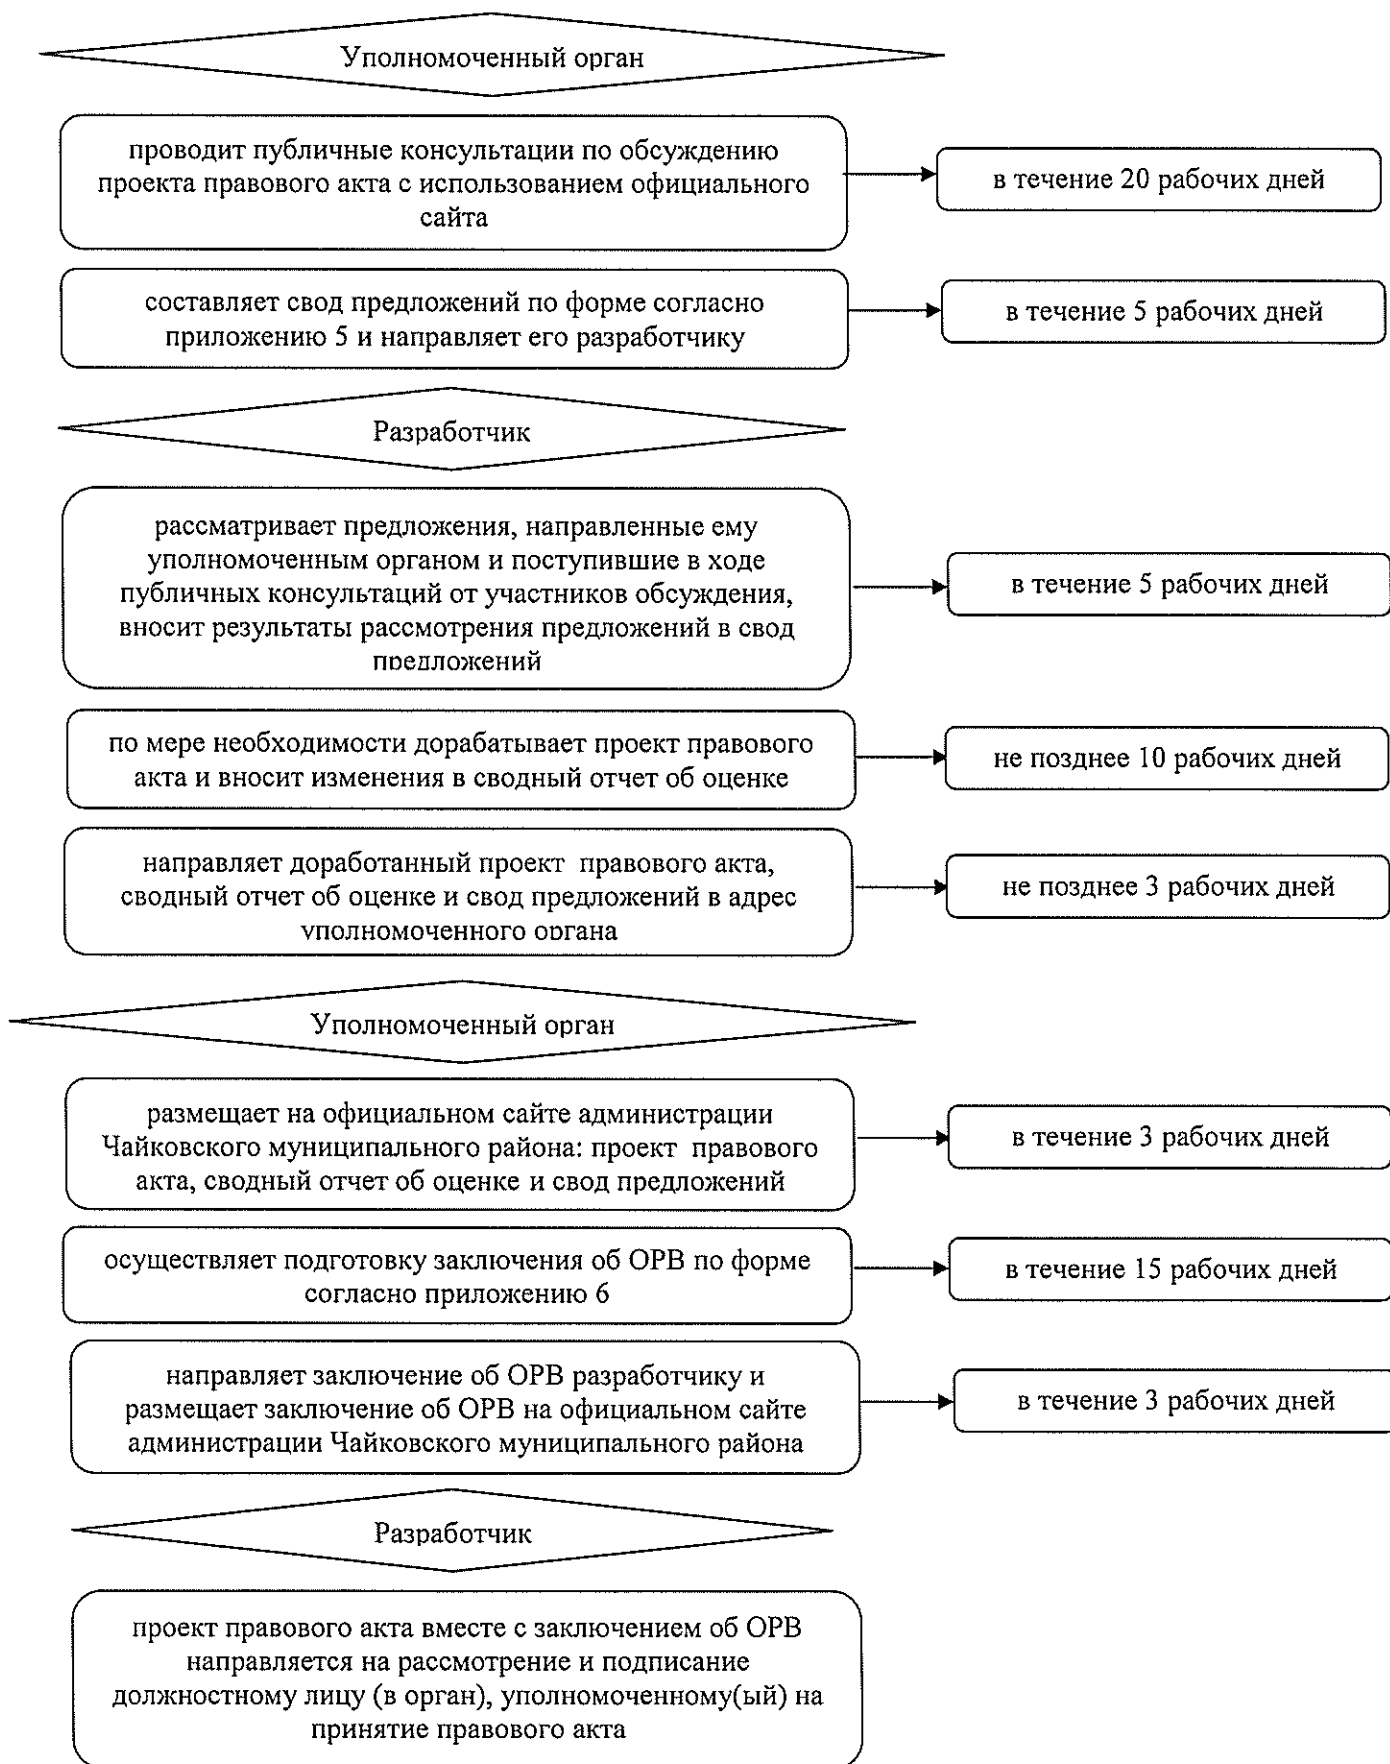 Уполномоченный орган
проводит публичные консультации по обсуждению
проекта правового акта с использованием официального
сайта
в течение 20 рабочих дней
составляет свод предложений по форме согласно
приложению 5 и направляет его разработчику
в течение 5 рабочих дней
Разработчик
рассматривает предложения, направленные ему
уполномоченным органом и поступившие в ходе
публичных консультаций от участников обсуждения,
вносит результаты рассмотрения предложений в свод
предложений
в течение 5 рабочих дней
по мере необходимости дорабатывает проект правового
акта и вносит изменения в сводный отчет об оценке
не позднее 10 рабочих дней
направляет доработанный проект правового акта,
сводный отчет об оценке и свод предложений в адрес
уполномоченного органа
не позднее 3 рабочих дней
Уполномоченный орган
размещает на официальном сайте администрации
Чайковского муниципального района: проект правового
акта, сводный отчет об оценке и свод предложений
в течение 3 рабочих дней
осуществляет подготовку заключения об ОРВ по форме
согласно приложению 6
в течение 15 рабочих дней
направляет заключение об ОРВ разработчику и
размещает заключение об ОРВ на официальном сайте
администрации Чайковского муниципального района
в течение 3 рабочих дней
Разработчик
проект правового акта вместе с заключением об ОРВ
направляется на рассмотрение и подписание
должностному лицу (в орган), уполномоченному(ый) на
принятие правового акта